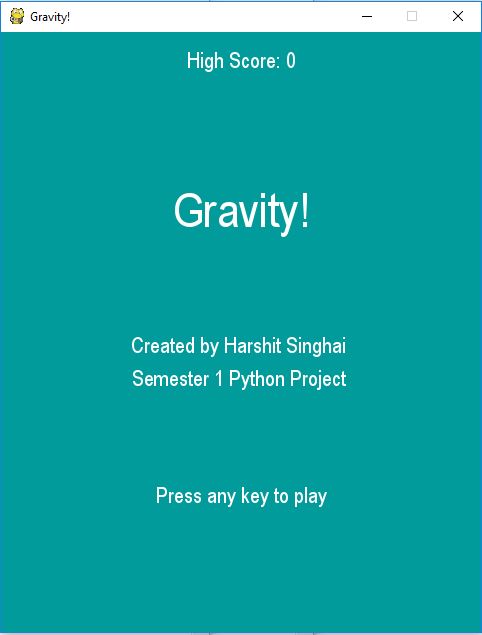 Gravity!
High Score: 0
Gravity!
Created by Harshit Singhai
Semester 1 Python Project
Press any key to play